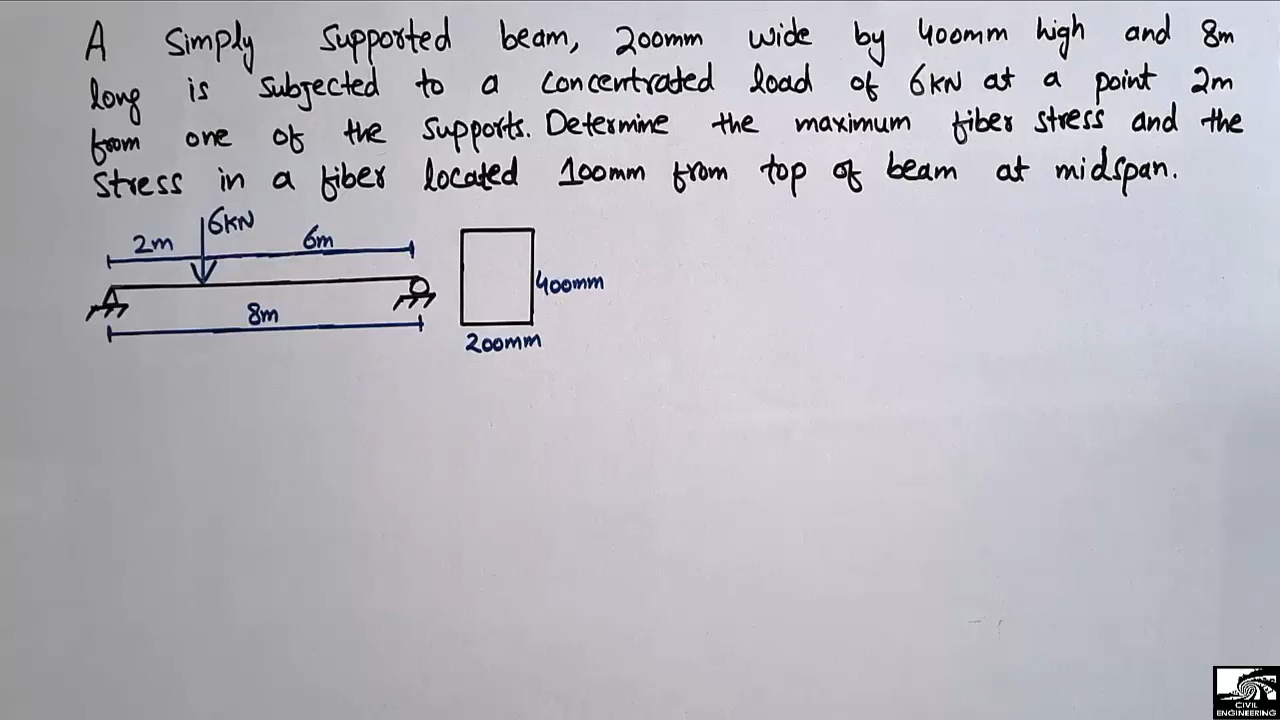 A simply supported beam, 200mm wide by 400mm high and 8m
long is subjected to a concentrated load of 6KN at a point 2m
from one of the supports. Determine the maximum fiber stress and the
stress in a fiber located 100mm from top of beam at midspan.
6KN
2m
6m
8m
400mm
200mm
CIVIL
ENGINEERING